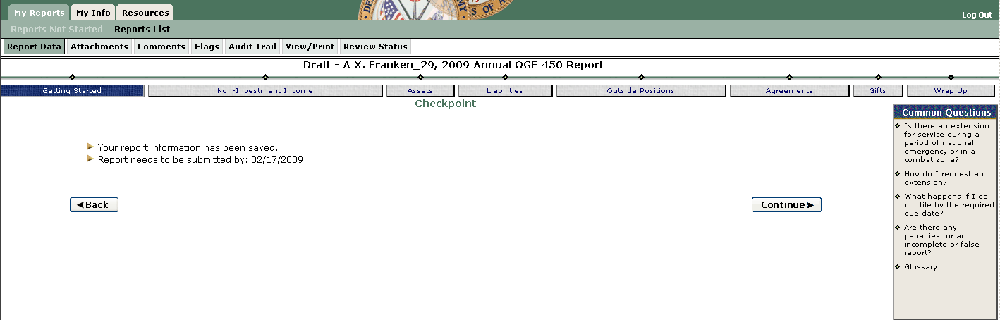 My Reports My Info Resources
Log Out
Reports Not Started Reports List
Report Data Attachments Comments Flags Audit Trail View/Print Review Status
Draft - A X. Franken_29, 2009 Annual OGE 450 Report
Getting Started Non-Investment Income Assets Liabilities Outside Positions Agreements Gifts Wrap Up
Checkpoint
Your report information has been saved.
Report needs to be submitted by: 02/17/2009
Back
Continue
Common Questions
Is there an extension
for service during a
period of national
emergency or in a
combat zone?
How do I request an
extension?
What happens if I do
not file by the required
due date?
Are there any
penalties for an
incomplete or false
report?
Glossary